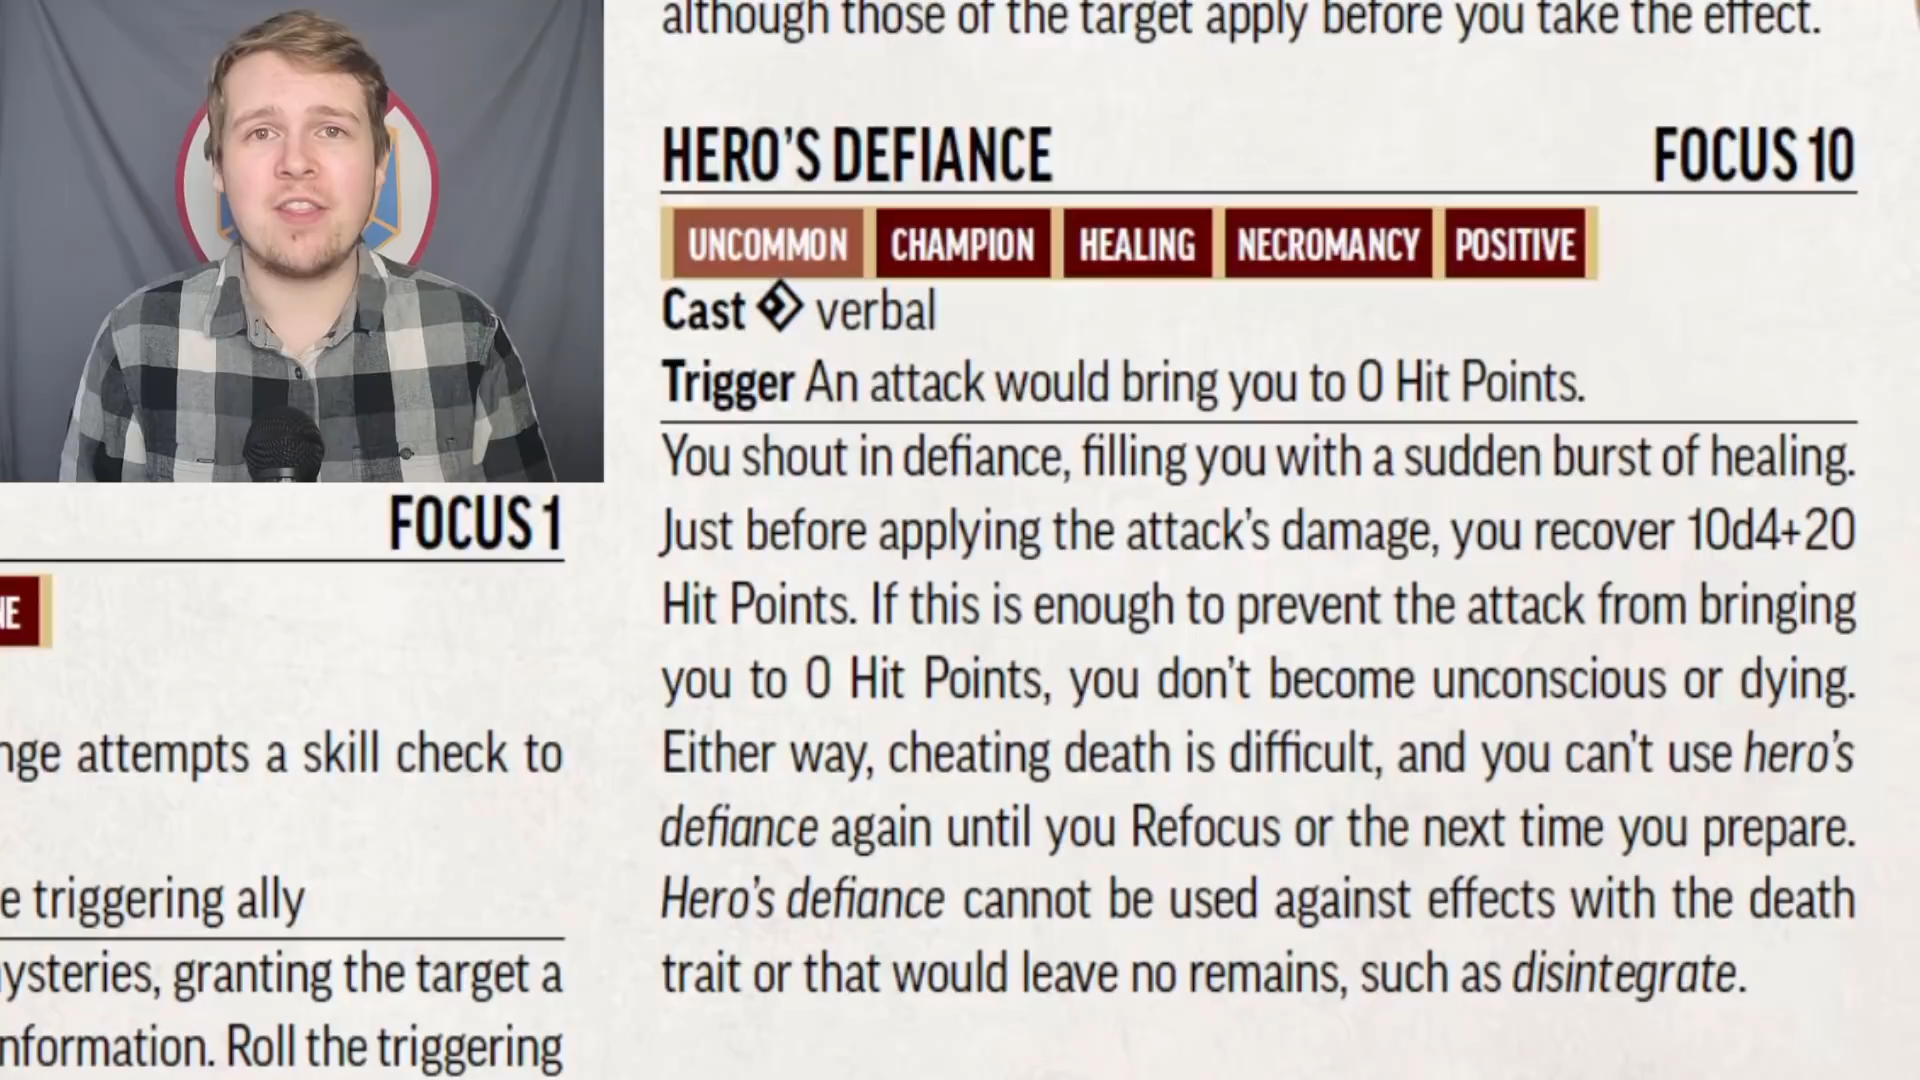 although those of the target apply before you take the effect.
HERO'S DEFIANCE FOCUS 10
UNCOMMON CHAMPION HEALING NECROMANCY POSITIVE
Cast verbal
Trigger An attack would bring you to 0 Hit Points.
You shout in defiance, filling you with a sudden burst of healing.
Just before applying the attack's damage, you recover 10d4+20
Hit Points. If this is enough to prevent the attack from bringing
you to 0 Hit Points, you don't become unconscious or dying.
Either way, cheating death is difficult, and you can't use hero's
defiance again until you Refocus or the next time you prepare.
Hero's defiance cannot be used against effects with the death
trait or that would leave no remains, such as disintegrate.
FOCUS 1
NE
nge attempts a skill check to
e triggering ally
ysteries, granting the target a
nformation. Roll the triggering